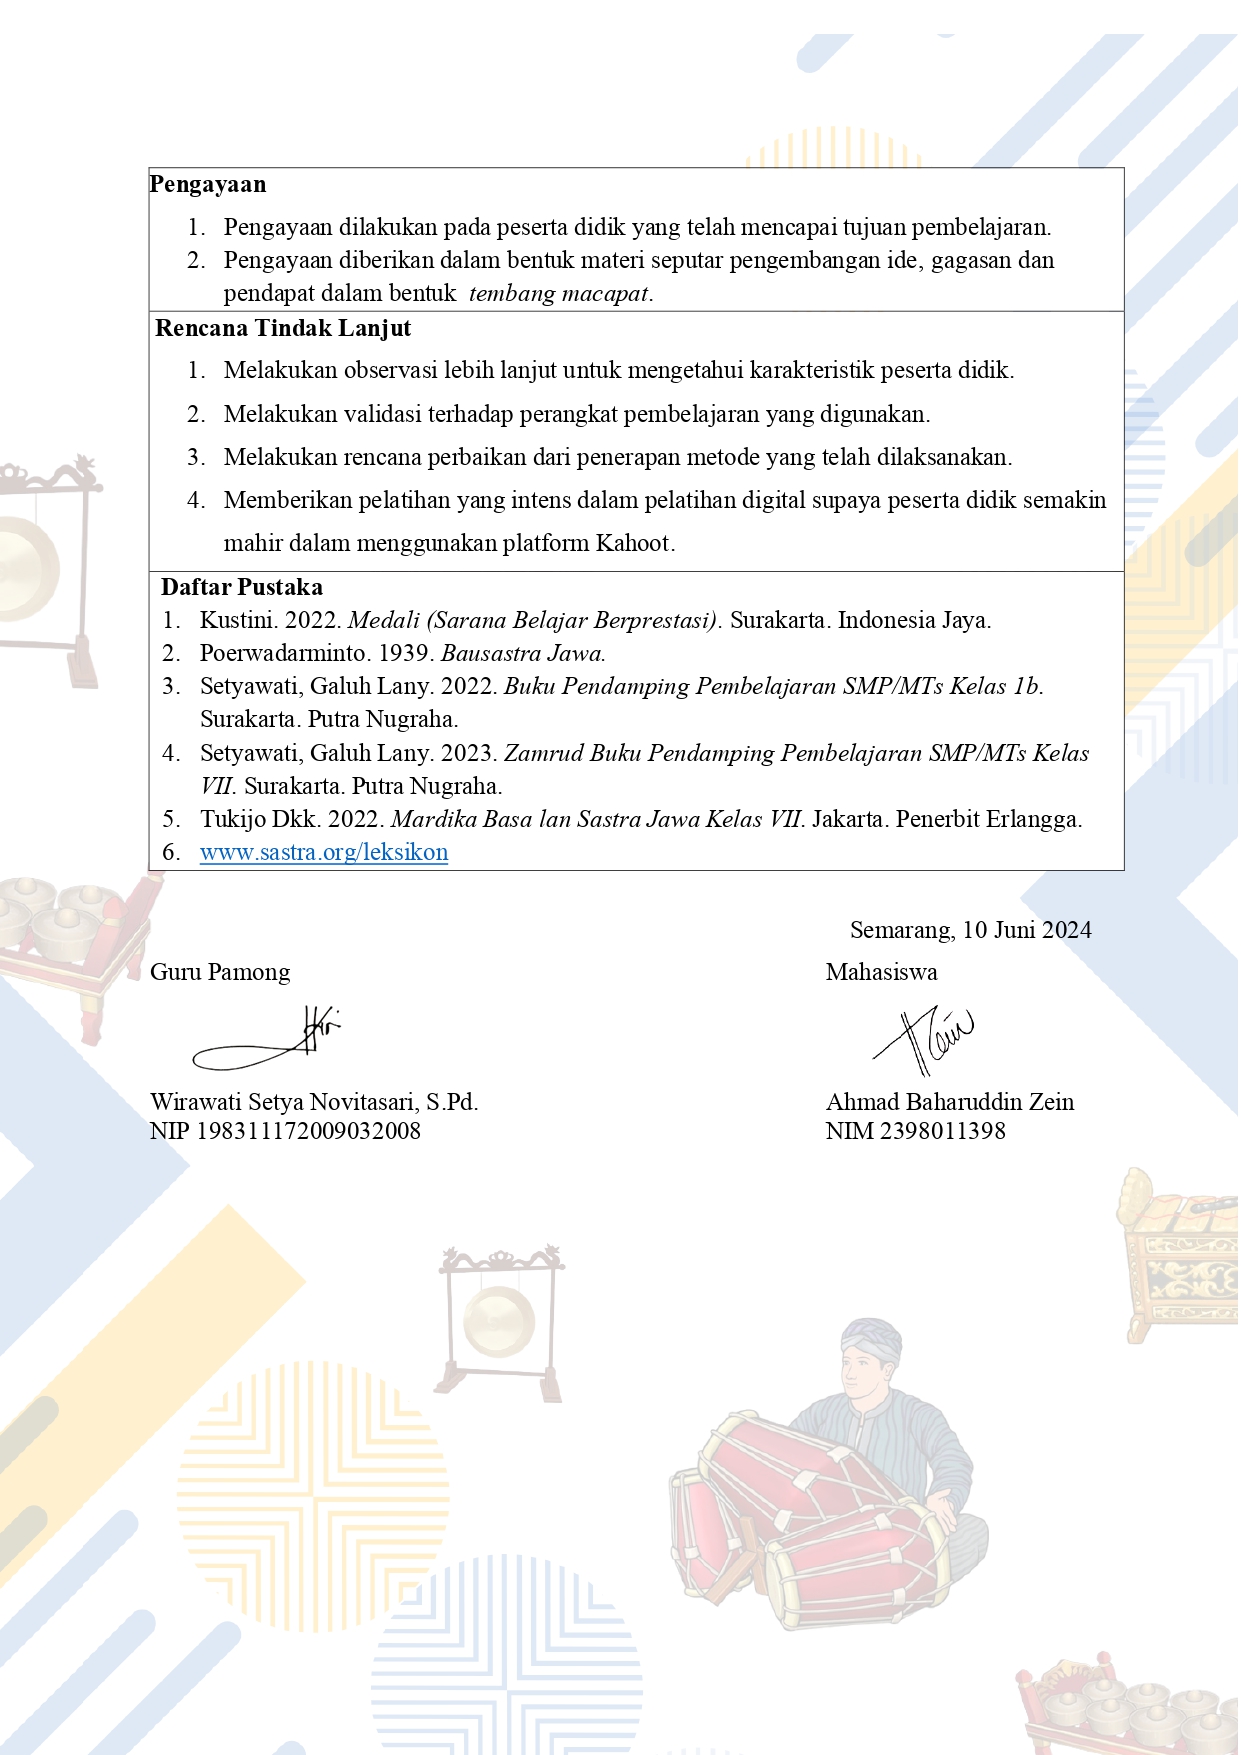 Pengayaan
1. Pengayaan dilakukan pada peserta didik yang telah mencapai tujuan pembelajaran.
2. Pengayaan diberikan dalam bentuk materi seputar pengembangan ide, gagasan dan
pendapat dalam bentuk tembang macapat.
Rencana Tindak Lanjut
1. Melakukan observasi lebih lanjut untuk mengetahui karakteristik peserta didik.
2. Melakukan validasi terhadap perangkat pembelajaran yang digunakan.
3. Melakukan rencana perbaikan dari penerapan metode yang telah dilaksanakan.
4. Memberikan pelatihan yang intens dalam pelatihan digital supaya peserta didik semakin
mahir dalam menggunakan platform Kahoot.
Daftar Pustaka
1. Kustini. 2022. Medali (Sarana Belajar Berprestasi). Surakarta. Indonesia Jaya.
2. Poerwadarminto. 1939. Bausastra Jawa.
3. Setyawati, Galuh Lany. 2022. Buku Pendamping Pembelajaran SMP/MTs Kelas 1b.
Surakarta. Putra Nugraha.
4. Setyawati, Galuh Lany. 2023. Zamrud Buku Pendamping Pembelajaran SMP/MTs Kelas
VII. Surakarta. Putra Nugraha.
5. Tukijo Dkk. 2022. Mardika Basa lan Sastra Jawa Kelas VII. Jakarta. Penerbit Erlangga.
6. www.sastra.org/leksikon
Semarang, 10 Juni 2024
Guru Pamong Mahasiswa
Zein
Wirawati Setya Novitasari, S.Pd. Ahmad Baharuddin Zein
NIP 198311172009032008 NIM 2398011398